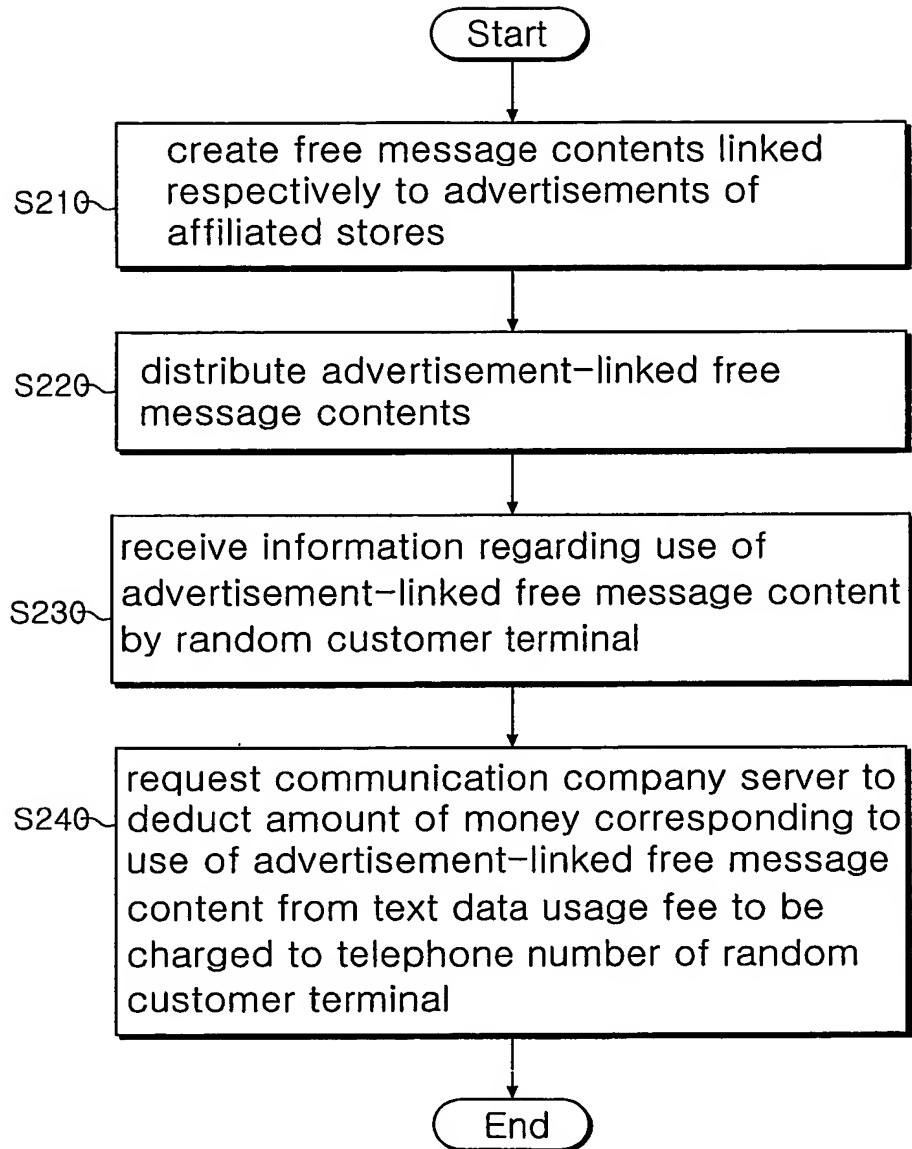 Start
create free message contents linked
respectively to advertisements of
affiliated stores
S210
distribute advertisement-linked free
message contents
S220
receive information regarding use of
advertisement-linked free message content
by random customer terminal
S230
request communication company server to
deduct amount of money corresponding to
use of advertisement-linked free message
content from text data usage fee to be
charged to telephone number of random
customer terminal
S240
End